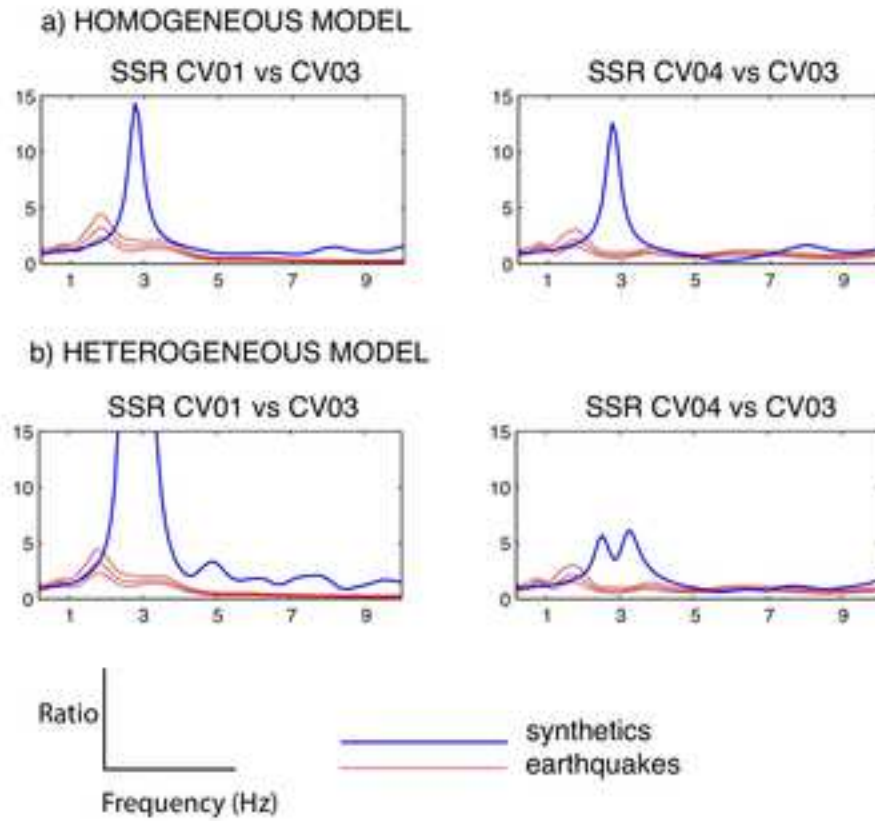 a) HOMOGENEOUS MODEL
SSR CV01 vs CV03
SSR CV04 vs CV03
15
10
5
0
1 3 5 7 9
15
10
5
0
1 3 5 7 9
b) HETEROGENEOUS MODEL
SSR CV01 vs CV03
SSR CV04 vs CV03
15
10
5
0
1 3 5 7 9
15
10
5
0
1 3 5 7 9
Ratio
Frequency (Hz)
synthetics
earthquakes